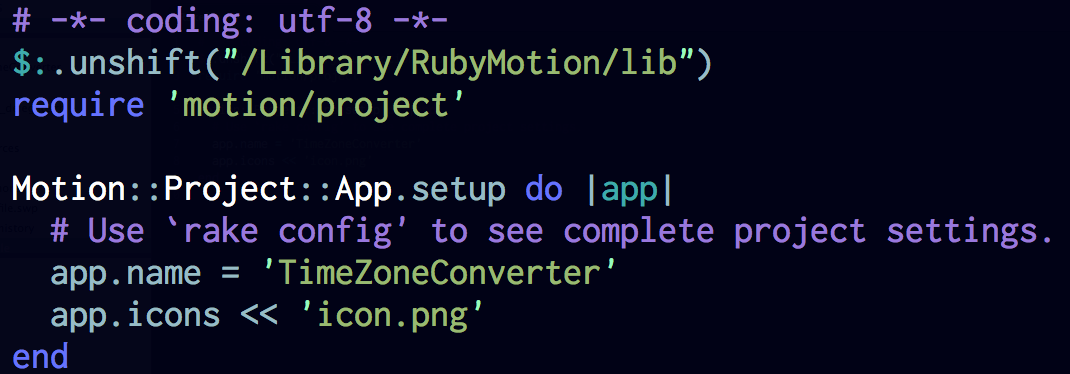 # -*- coding: utf-8 -*-
$:.unshift("/Library/RubyMotion/lib")
require 'motion/project'
Motion::Project::App.setup do |app|
  # Use `rake config' to see complete project settings.
  app.name = 'TimeZoneConverter'
  app.icons << 'icon.png'
end